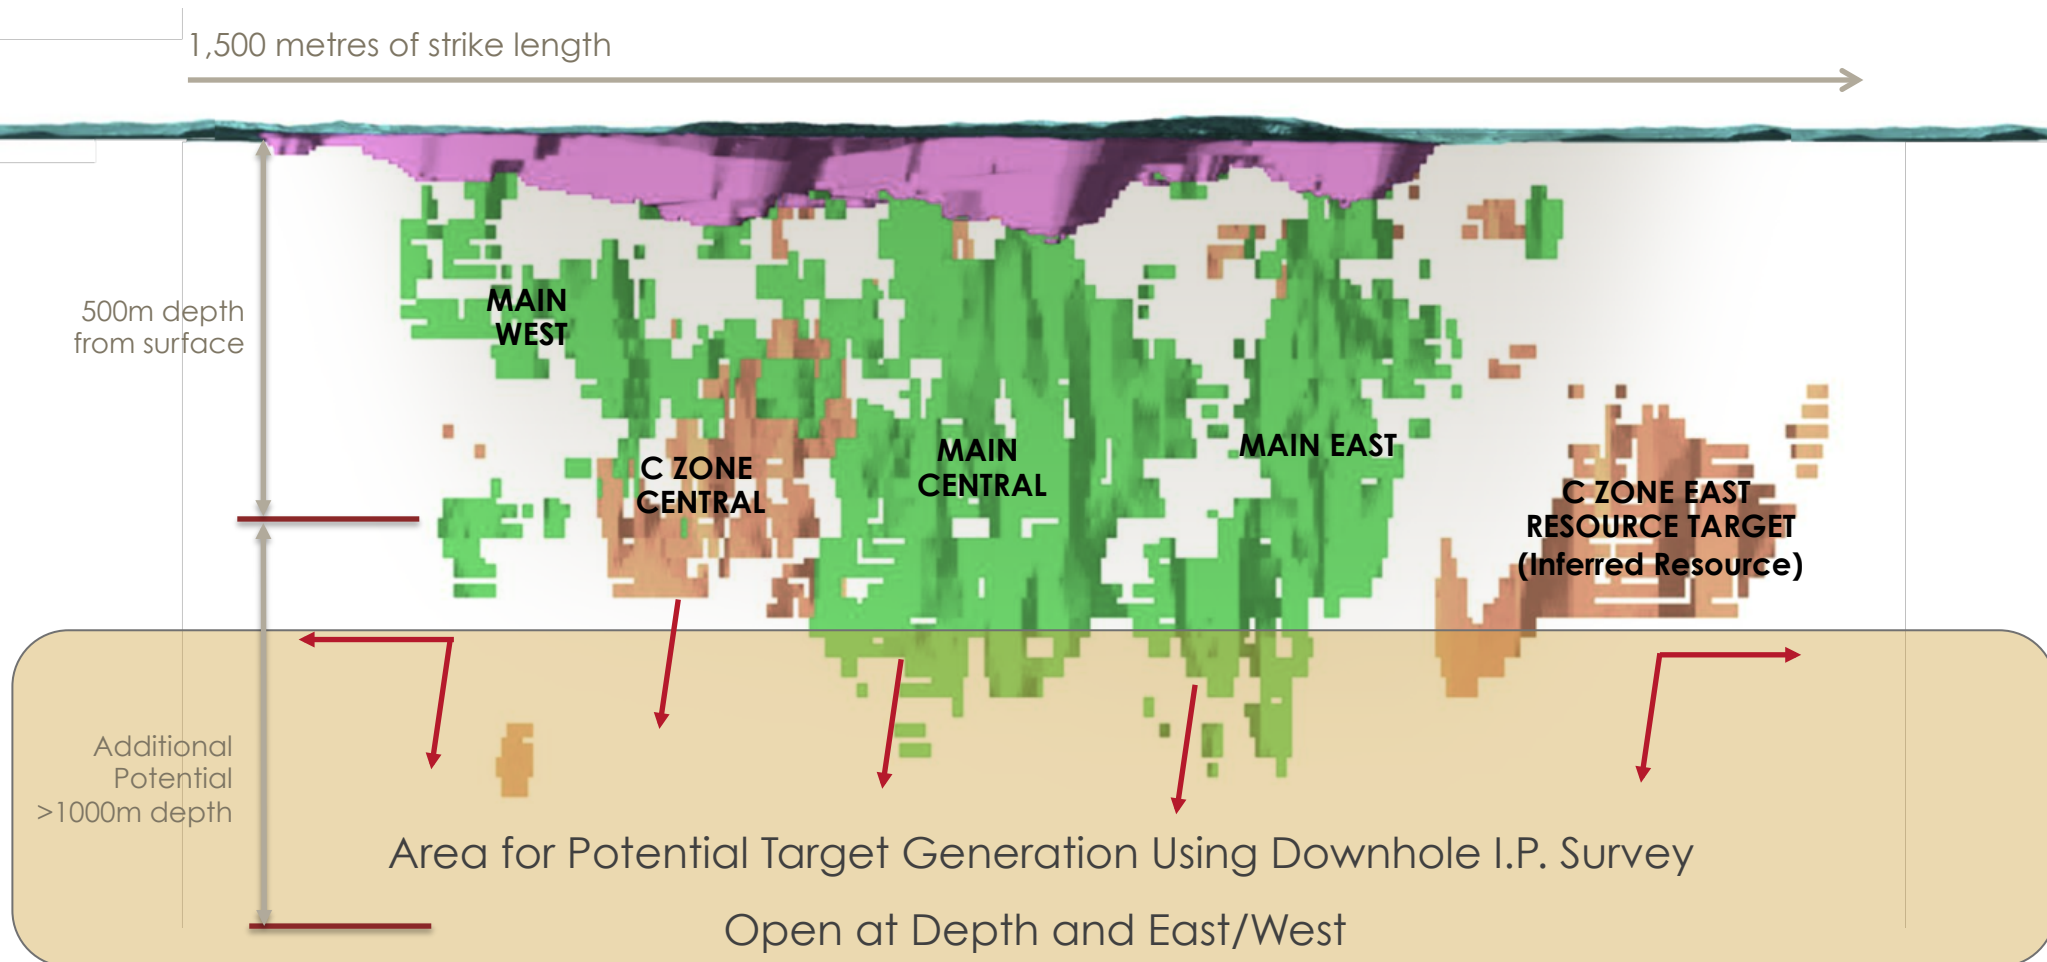 1,500 metres of strike length
500m depth
from surface
MAIN
WEST
C ZONE
CENTRAL
MAIN
CENTRAL
MAIN EAST
C ZONE EAST
RESOURCE TARGET
(Inferred Resource)
Additional
Potential
>1000m depth
Area for Potential Target Generation Using Downhole I.P. Survey
Open at Depth and East/West